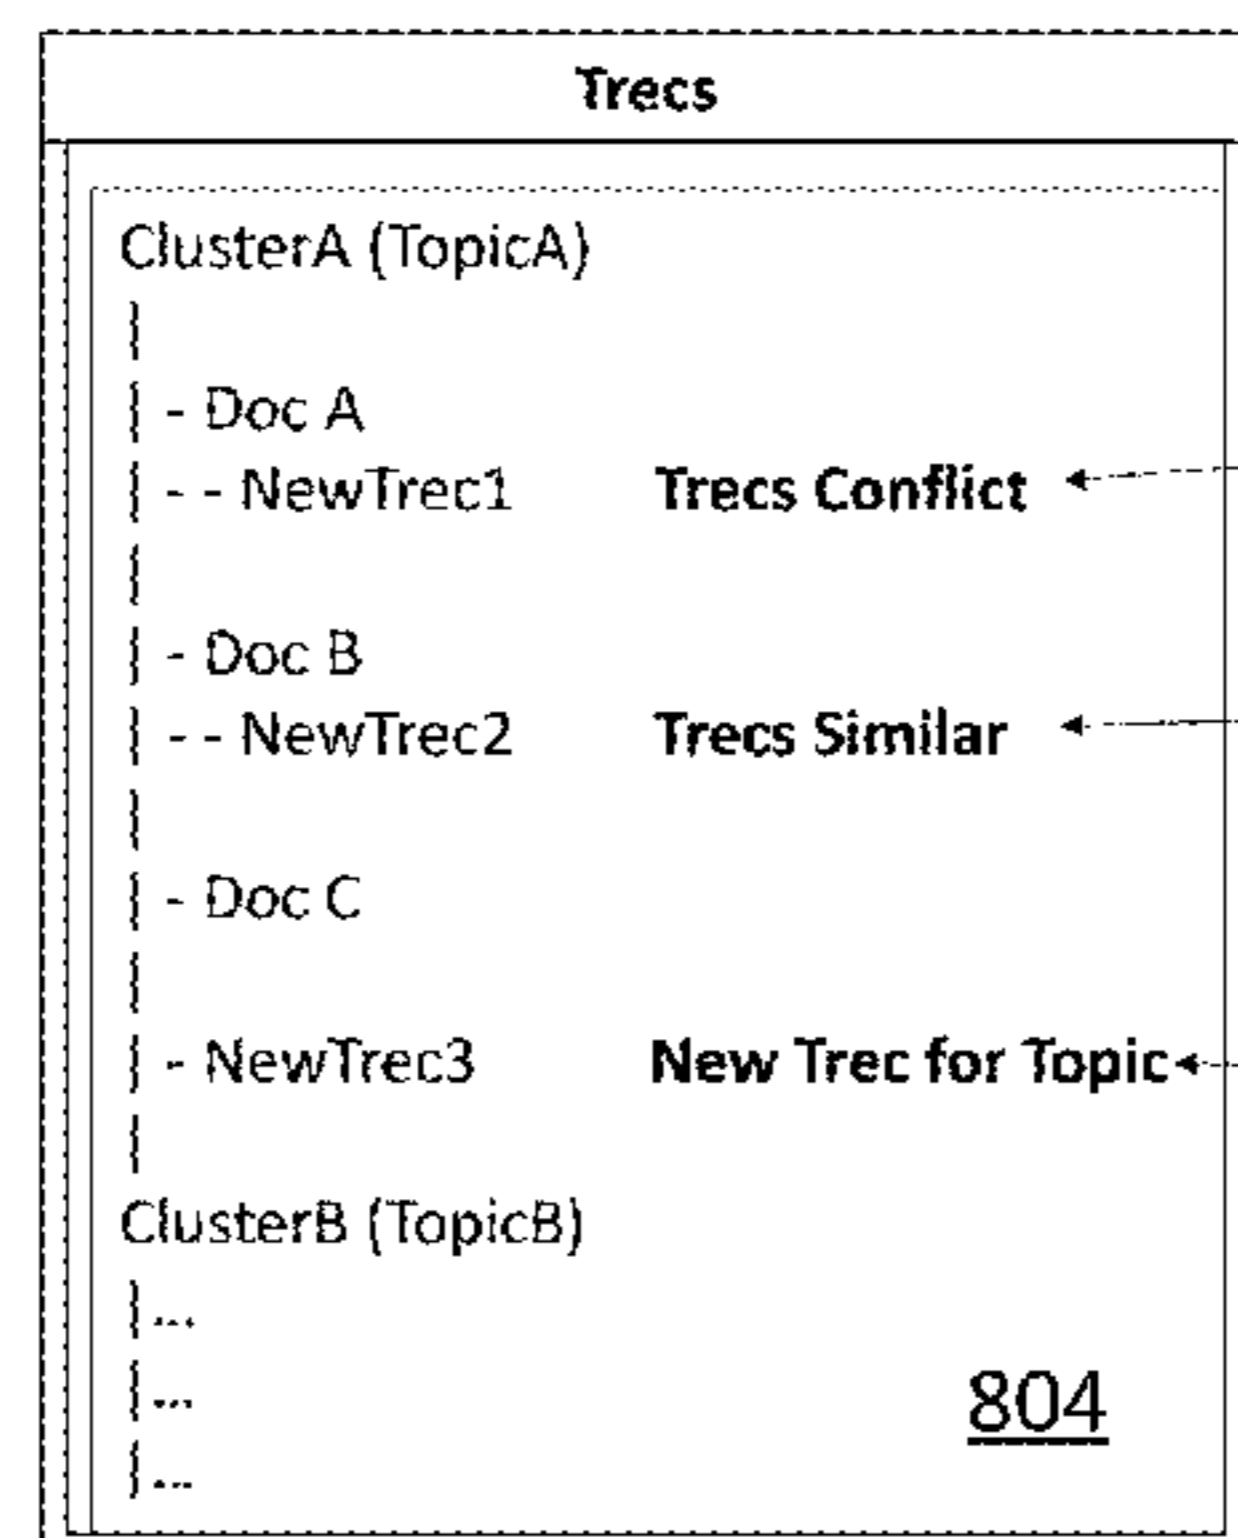 Trecs
ClusterA (TopicA)
|
| - Doc A
| - - NewTrec1 Trecs Conflict
|
| - Doc B
| - - NewTrec2 Trecs Similar
|
| - Doc C
|
| - NewTrec3 New Trec for Topic
|
ClusterB (TopicB)
| ...
| ...
| ...
804